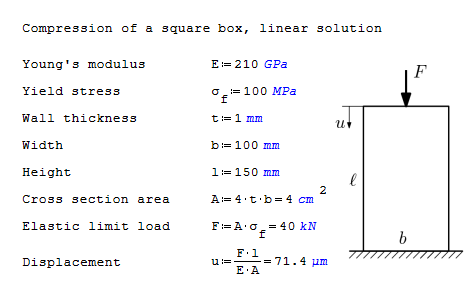 Compression of a square box, linear solution
Young's modulus E:=210 GPa
Yield stress σ_f:=100 MPa
Wall thickness t:=1 mm
Width b:=100 mm
Height l:=150 mm
Cross section area A:=4·t·b=4 cm²
Elastic limit load F:=A·σ_f=40 kN
Displacement u:=F·l/E·A=71.4 μm
F
u
ℓ
b